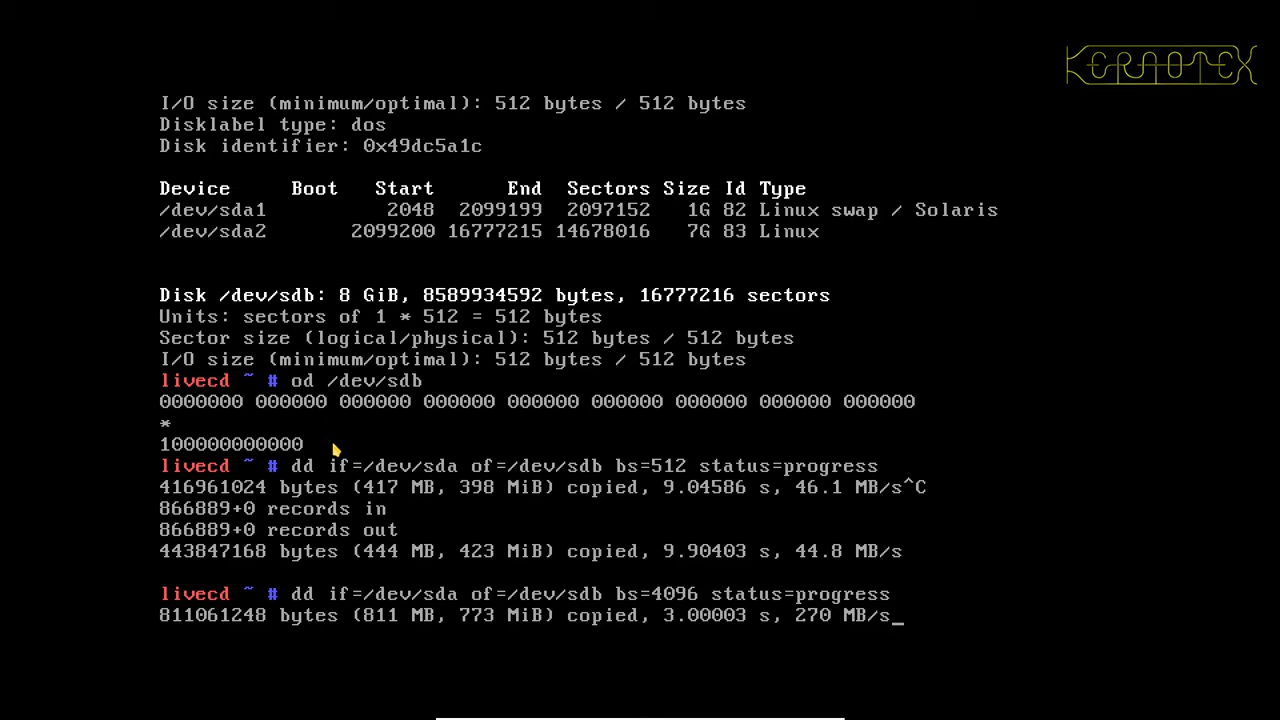 KERNOTEX
I/O size (minimum/optimal): 512 bytes / 512 bytes
Disklabel type: dos
Disk identifier: 0x49dc5a1c
Device     Boot   Start      End  Sectors Size Id Type
/dev/sda1          2048  2099199  2097152   1G 82 Linux swap / Solaris
/dev/sda2       2099200 16777215 14678016   7G 83 Linux
Disk /dev/sdb: 8 GiB, 8589934592 bytes, 16777216 sectors
Units: sectors of 1 * 512 = 512 bytes
Sector size (logical/physical): 512 bytes / 512 bytes
I/O size (minimum/optimal): 512 bytes / 512 bytes
livecd ~ # od /dev/sdb
0000000 000000 000000 000000 000000 000000 000000 000000 000000
*
100000000000
livecd ~ # dd if=/dev/sda of=/dev/sdb bs=512 status=progress
416961024 bytes (417 MB, 398 MiB) copied, 9.04586 s, 46.1 MB/s^C
866889+0 records in
866889+0 records out
443847168 bytes (444 MB, 423 MiB) copied, 9.90403 s, 44.8 MB/s
livecd ~ # dd if=/dev/sda of=/dev/sdb bs=4096 status=progress
811061248 bytes (811 MB, 773 MiB) copied, 3.00003 s, 270 MB/s_